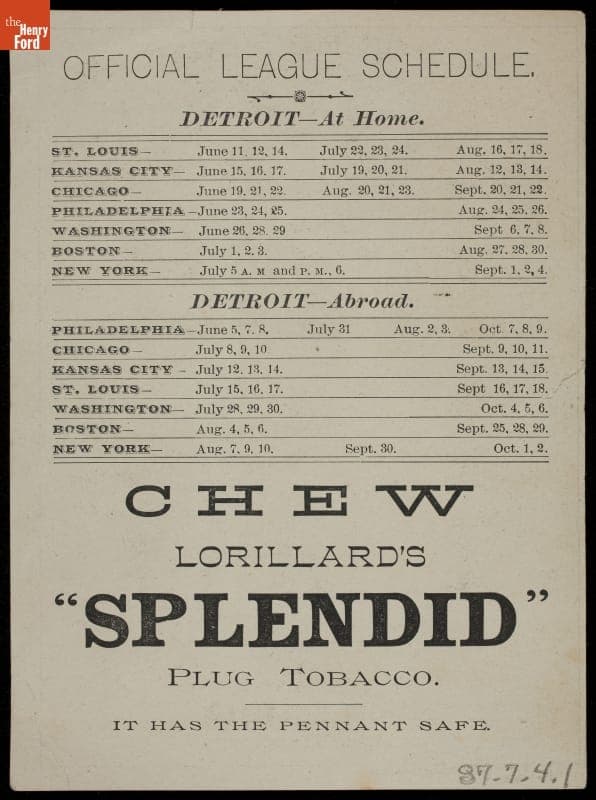 the
Henry
Ford
OFFICIAL LEAGUE SCHEDULE.
DETROIT—At Home.
ST. LOUIS— June 11, 12, 14. July 22, 23, 24. Aug. 16, 17, 18.
KANSAS CITY— June 15, 16, 17. July 19, 20, 21. Aug. 12, 13, 14.
CHICAGO— June 19, 21, 22. Aug. 20, 21, 23. Sept. 20, 21, 22.
PHILADELPHIA—June 23, 24, 25. Aug. 24, 25, 26.
WASHINGTON— June 26, 28. 29 Sept 6, 7, 8.
BOSTON— July 1, 2. 3. Aug. 27, 28, 30.
NEW YORK— July 5 A. M and P. M., 6. Sept. 1, 2, 4.
DETROIT—Abroad.
PHILADELPHIA—June 5, 7. 8, July 31 Aug. 2, 3. Oct. 7, 8, 9.
CHICAGO— July 8, 9, 10 Sept. 9, 10, 11.
KANSAS CITY - July 12, 13, 14. Sept. 13, 14, 15.
ST. LOUIS— July 15, 16, 17. Sept 16, 17, 18.
WASHINGTON— July 28, 29, 30. Oct. 4, 5, 6.
BOSTON— Aug. 4, 5, 6. Sept. 25, 28, 29.
NEW YORK— Aug. 7, 9, 10. Sept. 30. Oct. 1, 2.
CHEW
LORILLARD'S
"SPLENDID"
PLUG TOBACCO.
IT HAS THE PENNANT SAFE.
37-7-4.1